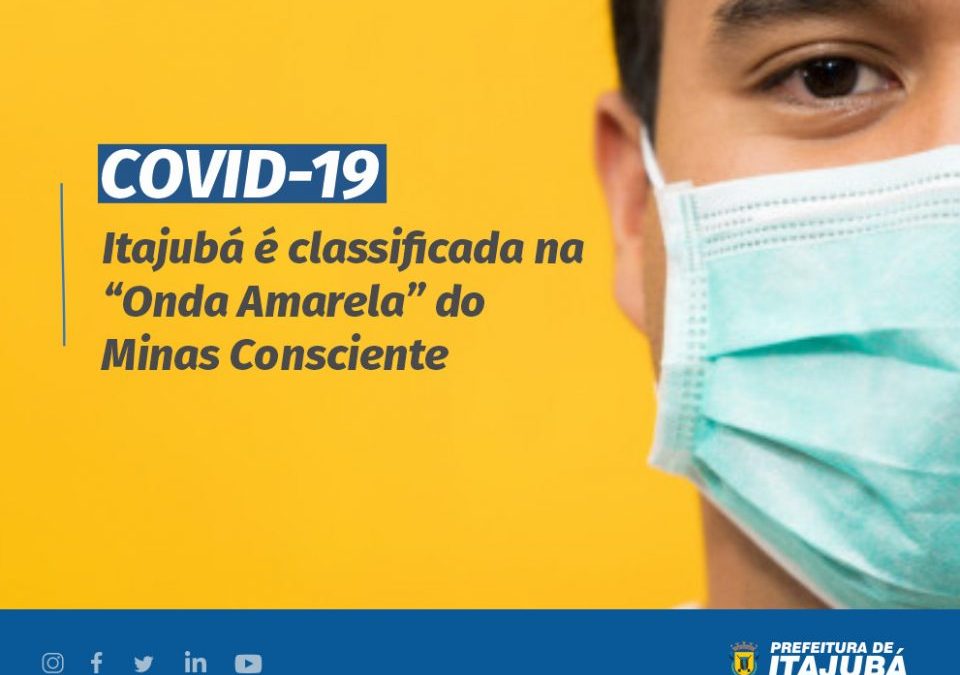 COVID-19
Itajubá é classificada na
“Onda Amarela” do
Minas Consciente
PREFEITURA DE
ITAJUBÁ